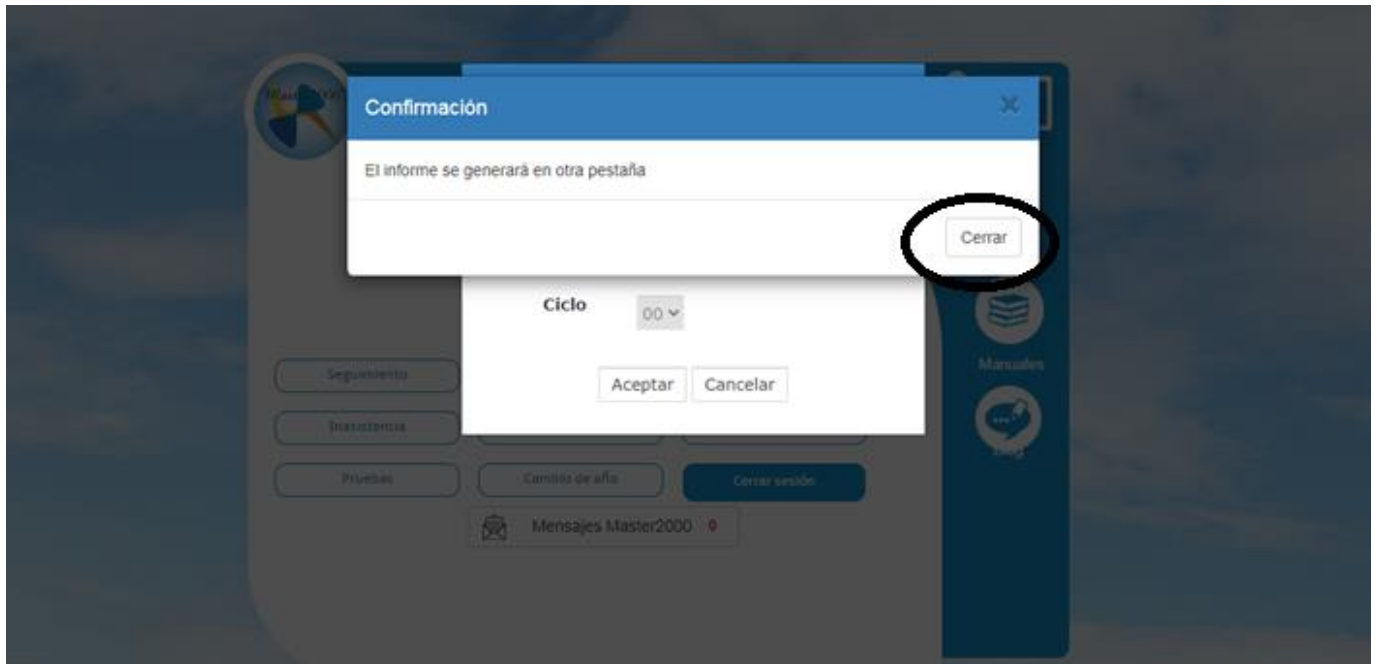 Confirmación
El informe se generará en otra pestaña
Cerrar
Ciclo
00
Aceptar Cancelar
Seguimiento
Inasistencia
Pruebas
Cambio de año
Cerrar sesión
Mensajes Master2000 0
Manuales
Blog